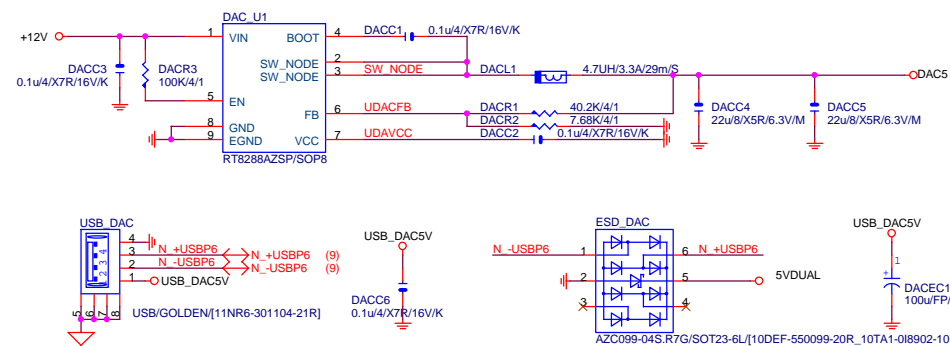 DAC_U1
+12V
1 VIN BOOT 4 DACC1 0.1u/4/X7R/16V/K
SW_NODE 2
SW_NODE 3 SW_NODE DACL1 4.7UH/3.3A/29m/S
DAC5
DACC3
0.1u/4/X7R/16V/K
DACR3
100K/4/1
5 EN
FB 6 UDACFB DACR1 40.2K/4/1
DACR2 7.68K/4/1
8 GND
9 EGND VCC 7 UDAVCC DACC2 0.1u/4/X7R/16V/K
RT8288AZSP/SOP8
DACC4
22u/8/X5R/6.3V/M
DACC5
22u/8/X5R/6.3V/M
USB_DAC
4
3 N_+USBP6 N_+USBP6 (9)
2 N_-USBP6 N_-USBP6 (9)
1 USB_DAC5V
1 2 3 4
5 6 7 8
USB/GOLDEN/[11NR6-301104-21R]
USB_DAC5V
DACC6
0.1u/4/X7R/16V/K
ESD_DAC
N_-USBP6 1 6 N_+USBP6
2 5 5VDUAL
3 4
AZC099-04S.R7G/SOT23-6L/[10DEF-550099-20R_10TA1-0I8902-10
USB_DAC5V
+ 1
DACEC1
100u/FP/